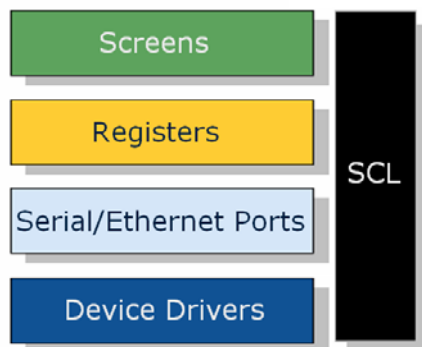 Screens
Registers
SCL
Serial/Ethernet Ports
Device Drivers